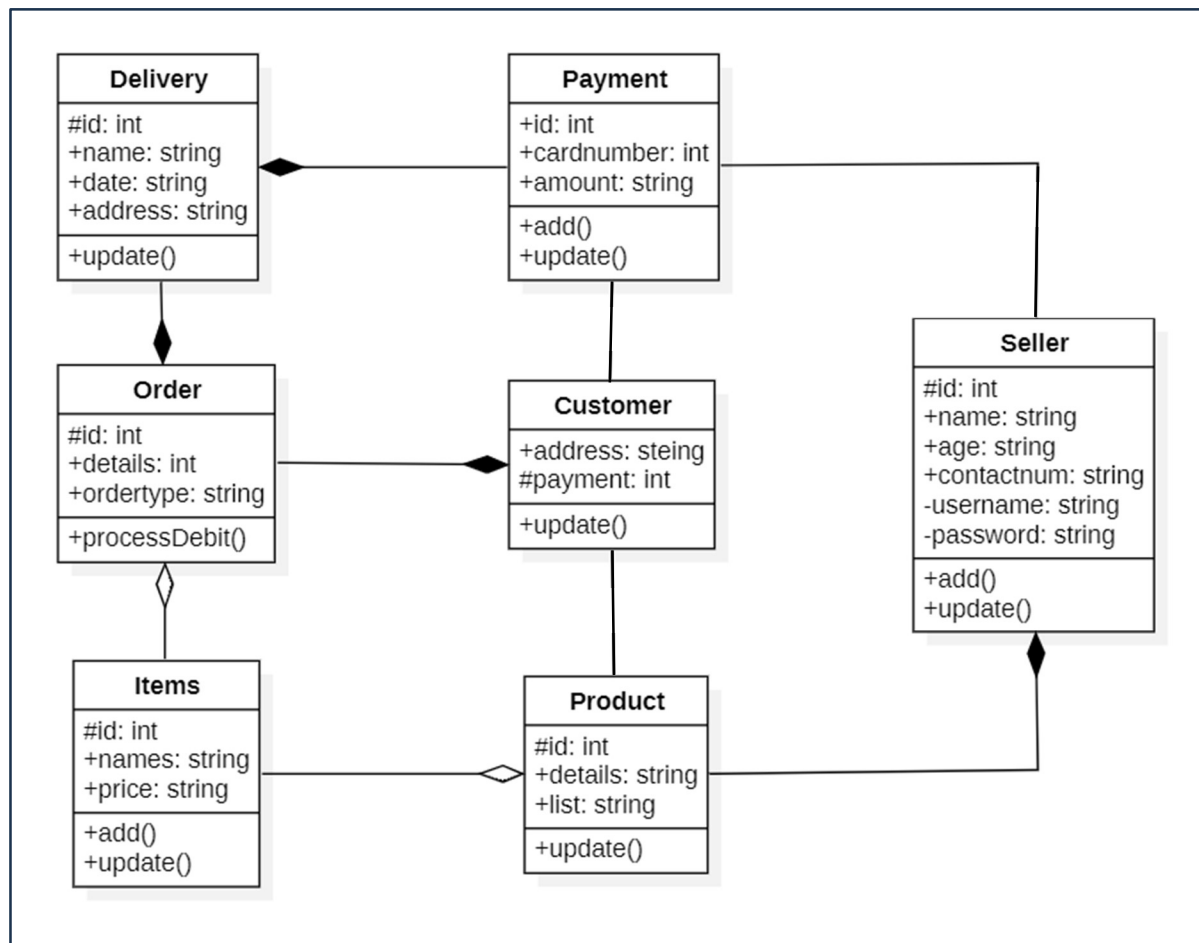 Delivery
#id: int
+name: string
+date: string
+address: string
+update()
Payment
+id: int
+cardnumber: int
+amount: string
+add()
+update()
Order
#id: int
+details: int
+ordertype: string
+processDebit()
Customer
+address: steing
#payment: int
+update()
Seller
#id: int
+name: string
+age: string
+contactnum: string
-username: string
-password: string
+add()
+update()
Items
#id: int
+names: string
+price: string
+add()
+update()
Product
#id: int
+details: string
+list: string
+update()